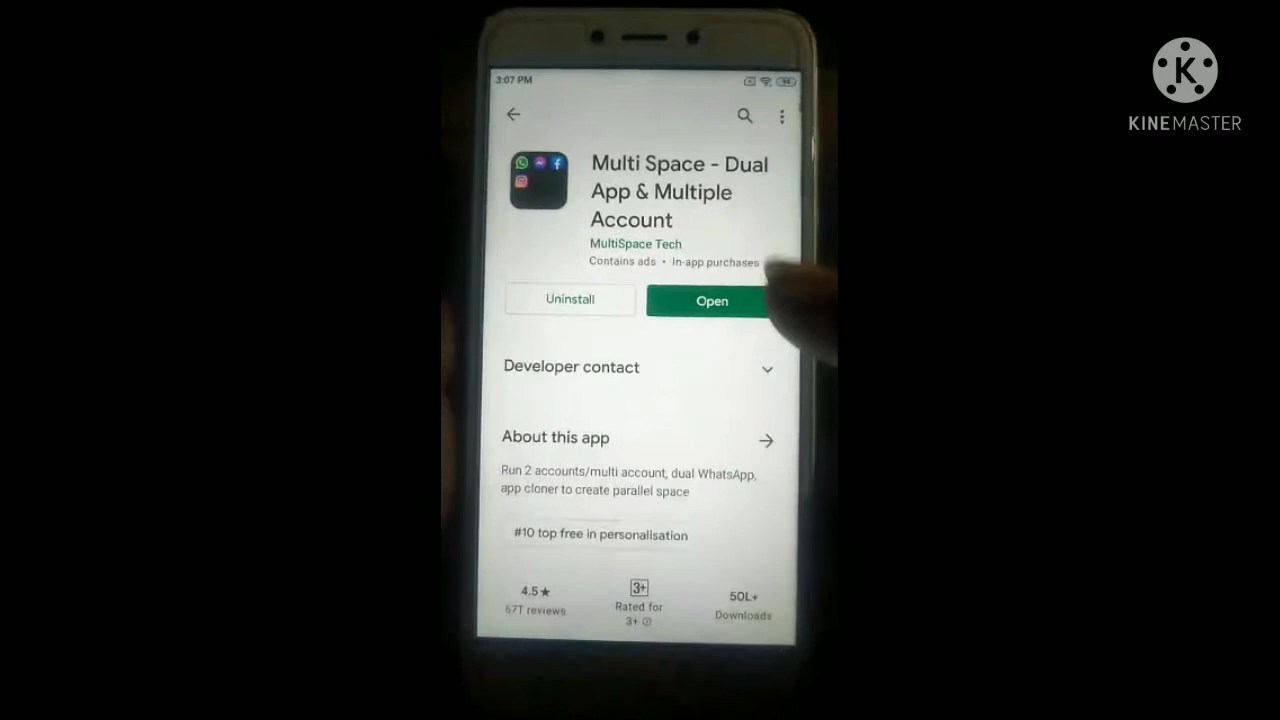 3:07 PM
KINEMASTER
Multi Space - Dual
App & Multiple
Account
MultiSpace Tech
Contains ads • In-app purchases
Uninstall
Open
Developer contact
About this app
Run 2 accounts/multi account, dual WhatsApp,
app cloner to create parallel space
#10 top free in personalisation
4.5★
3+
50L+
67T reviews
Rated for
3+
Downloads